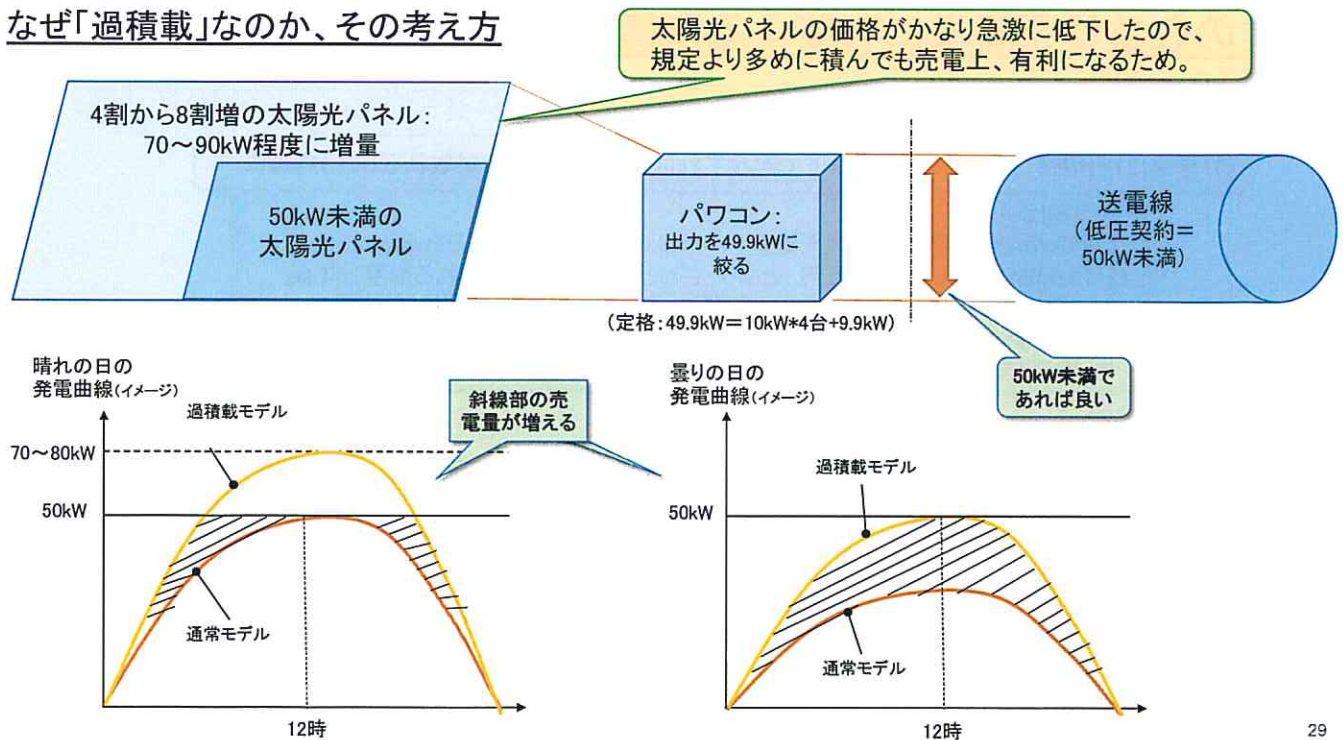 なぜ「過積載」なのか、その考え方
太陽光パネルの価格がかなり急激に低下したので、
規定より多めに積んでも売電上、有利になるため。
4割から8割増の太陽光パネル:
70～90kW程度に増量
50kW未満の
太陽光パネル
パワコン:
出力を49.9kWに
絞る
(定格:49.9kW=10kW*4台+9.9kW)
送電線
(低圧契約=
50kW未満)
50kW未満で
あれば良い
晴れの日の
発電曲線(イメージ)
過積載モデル
70～80kW
50kW
通常モデル
12時
斜線部の売
電量が増える
曇りの日の
発電曲線(イメージ)
過積載モデル
50kW
通常モデル
12時
29